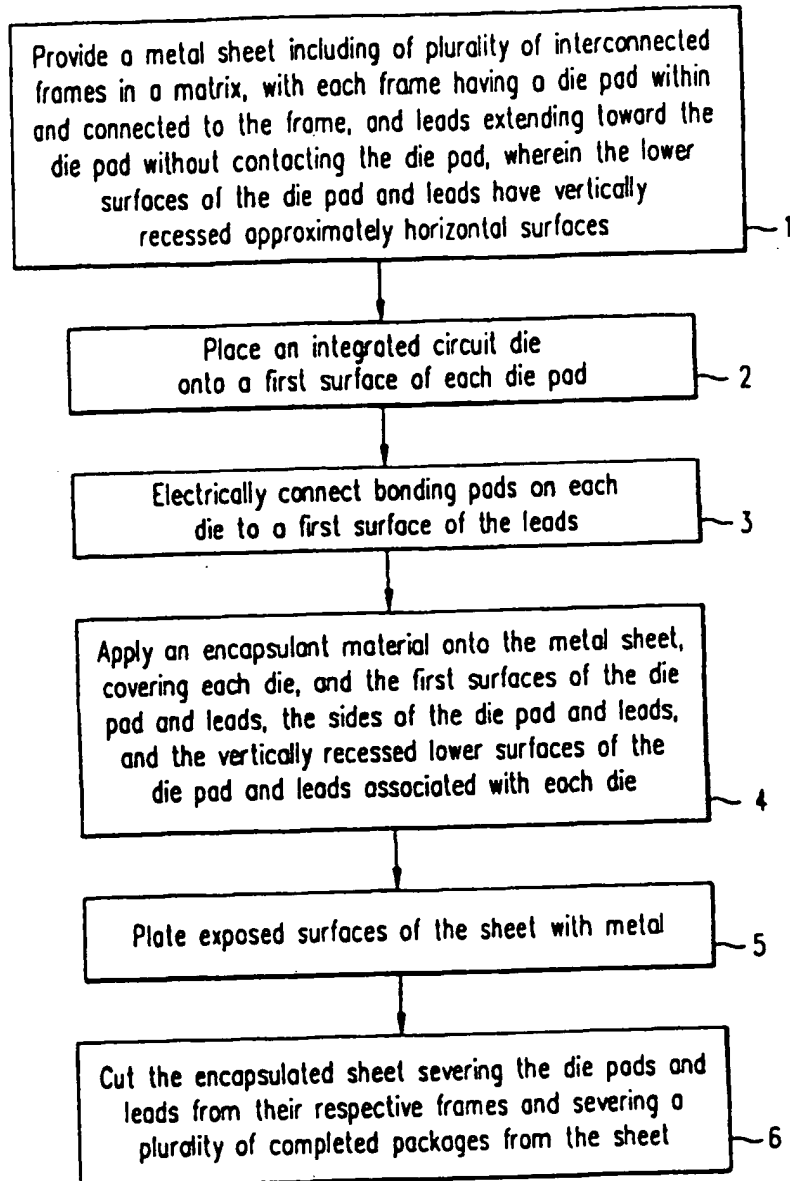 Provide a metal sheet including of plurality of interconnected
frames in a matrix, with each frame having a die pad within
and connected to the frame, and leads extending toward the
die pad without contacting the die pad, wherein the lower
surfaces of the die pad and leads have vertically
recessed approximately horizontal surfaces
1
Place an integrated circuit die
onto a first surface of each die pad
2
Electrically connect bonding pads on each
die to a first surface of the leads
3
Apply an encapsulant material onto the metal sheet,
covering each die, and the first surfaces of the die
pad and leads, the sides of the die pad and leads,
and the vertically recessed lower surfaces of the
die pad and leads associated with each die
4
Plate exposed surfaces of the sheet with metal
5
Cut the encapsulated sheet severing the die pads and
leads from their respective frames and severing a
plurality of completed packages from the sheet
6